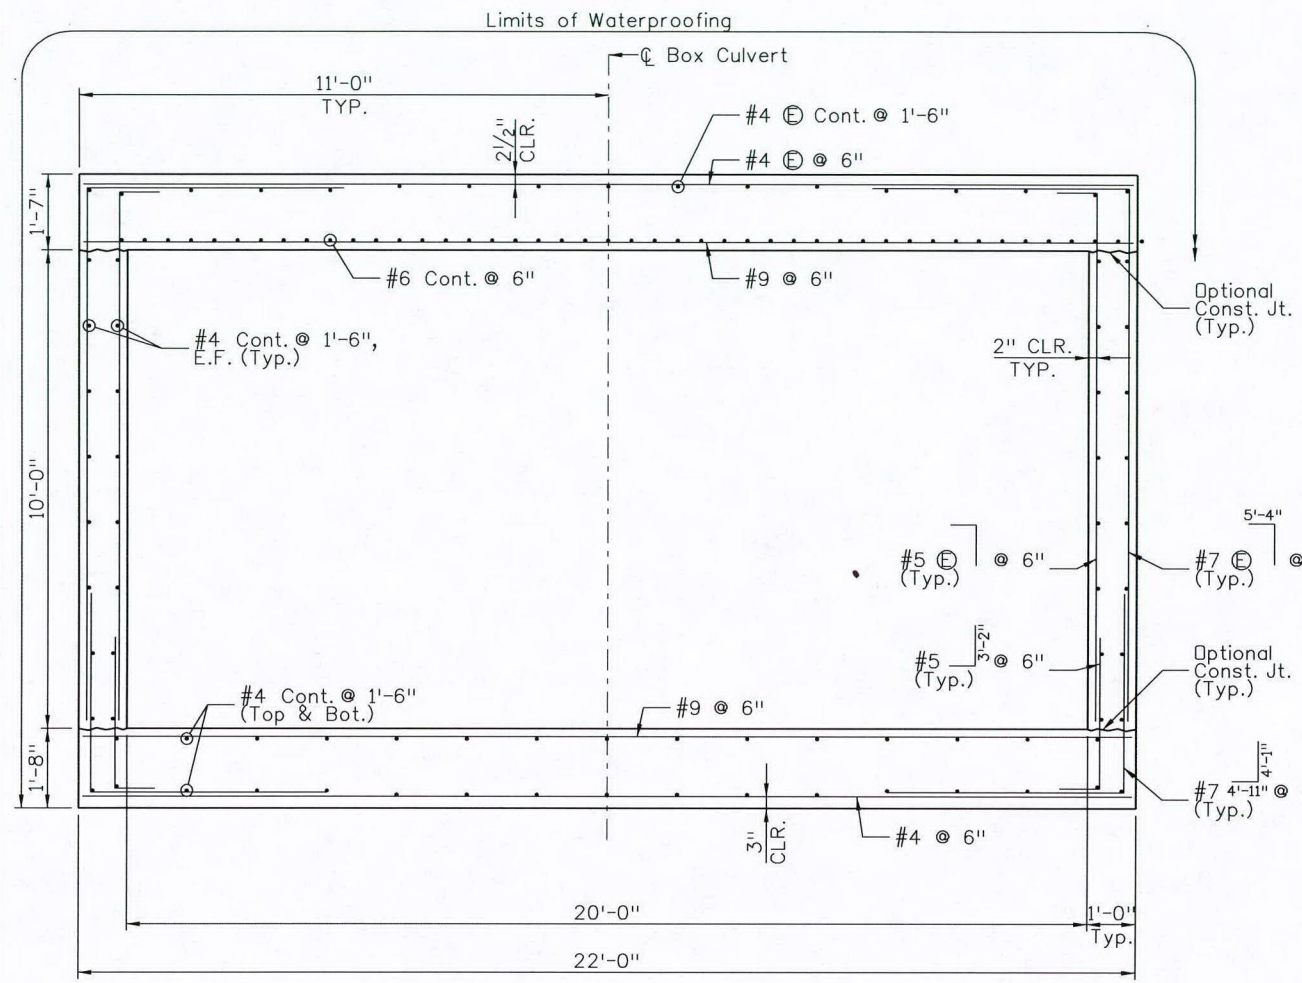 Limits of Waterproofing
℄ Box Culvert
11'-0"
TYP.
2½"
CLR.
#4 Ⓔ Cont. @ 1'-6"
#4 Ⓔ @ 6"
1'-7"
#6 Cont. @ 6"
#9 @ 6"
Optional
Const. Jt.
(Typ.)
#4 Cont. @ 1'-6",
E.F. (Typ.)
2" CLR.
TYP.
10'-0"
#5 Ⓔ @ 6"
(Typ.)
5'-4"
#7 Ⓔ @
(Typ.)
#5 3'-2" @ 6"
(Typ.)
Optional
Const. Jt.
(Typ.)
#4 Cont. @ 1'-6"
(Top & Bot.)
#9 @ 6"
1'-8"
4'-1"
#7 4'-11" @
(Typ.)
3"
CLR.
#4 @ 6"
20'-0"
1'-0"
Typ.
22'-0"